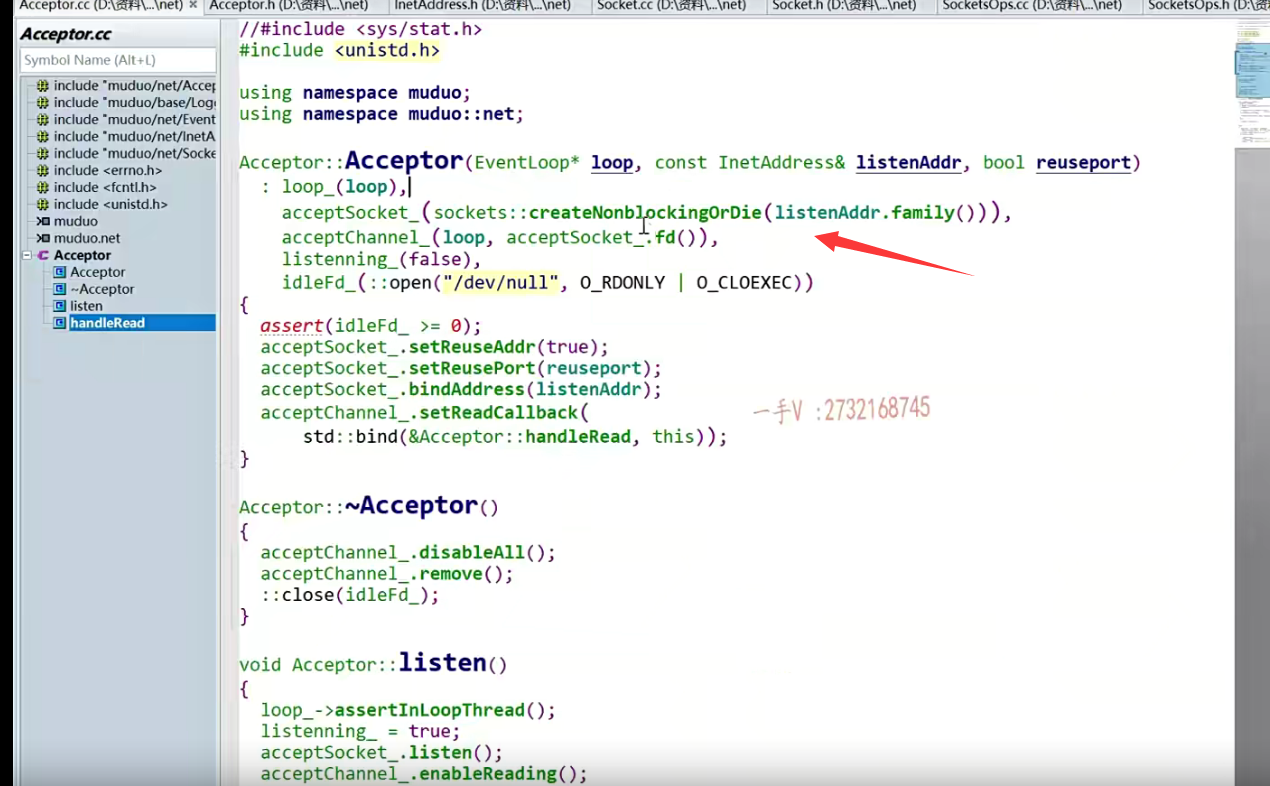 Acceptor.cc (D:\资料\...\net) × Acceptor.h (D:\资料\...\net) InetAddress.h (D:\资料\...\net) Socket.cc (D:\资料\...\net) Socket.h (D:\资料\...\net) SocketsOps.cc (D:\资料\...\net) SocketsOps.h (D:\资
Acceptor.cc
Symbol Name (Alt+L)
include "muduo/net/Accep
include "muduo/base/Log
include "muduo/net/Event
include "muduo/net/InetA
include "muduo/net/Socke
include <errno.h>
include <fcntl.h>
include <unistd.h>
muduo
muduo.net
Acceptor
Acceptor
~Acceptor
listen
handleRead
//#include <sys/stat.h>
#include <unistd.h>
using namespace muduo;
using namespace muduo::net;
Acceptor::Acceptor(EventLoop* loop, const InetAddress& listenAddr, bool reuseport)
: loop_(loop),
acceptSocket_(sockets::createNonblockingOrDie(listenAddr.family())),
acceptChannel_(loop, acceptSocket_.fd()),
listenning_(false),
idleFd_(::open("/dev/null", O_RDONLY | O_CLOEXEC))
{
assert(idleFd_ >= 0);
acceptSocket_.setReuseAddr(true);
acceptSocket_.setReusePort(reuseport);
acceptSocket_.bindAddress(listenAddr);
acceptChannel_.setReadCallback(
std::bind(&Acceptor::handleRead, this));
}
一手V :2732168745
Acceptor::~Acceptor()
{
acceptChannel_.disableAll();
acceptChannel_.remove();
::close(idleFd_);
}
void Acceptor::listen()
{
loop_->assertInLoopThread();
listenning_ = true;
acceptSocket_.listen();
acceptChannel_.enableReading();